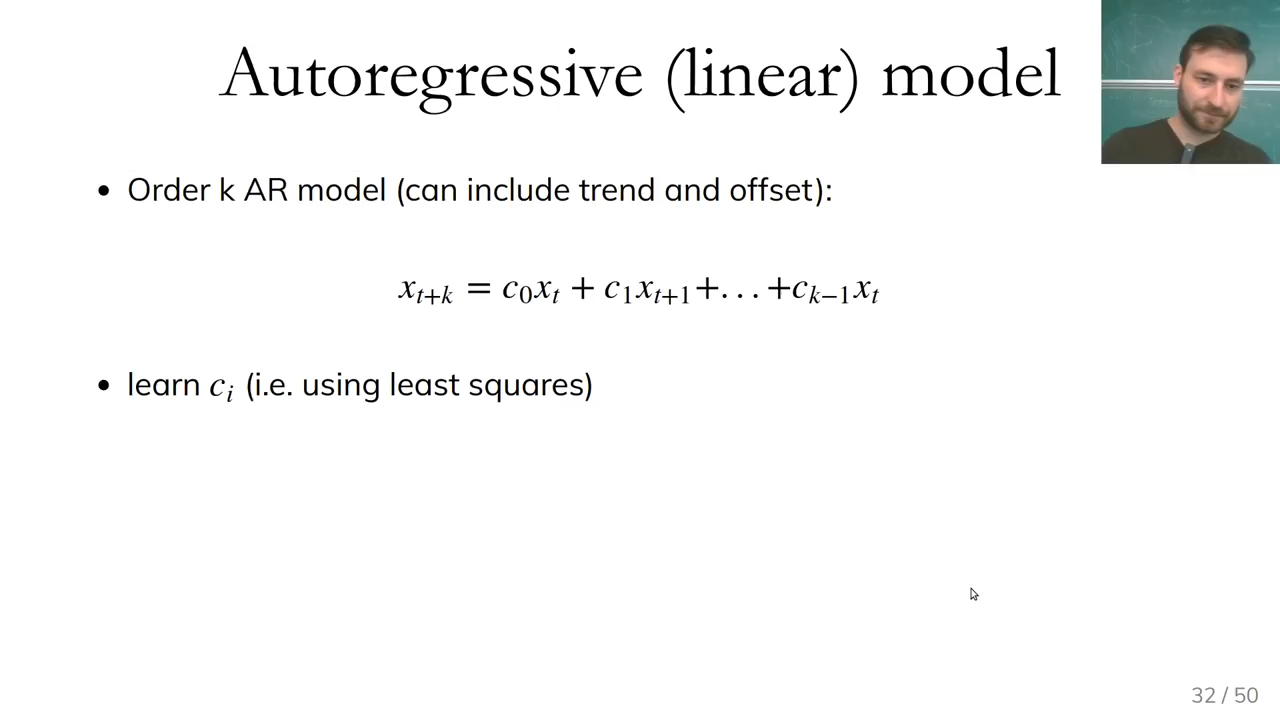 Autoregressive (linear) model
• Order k AR model (can include trend and offset):
$x_{t+k} = c_0x_t + c_1x_{t+1}+\ldots+c_{k-1}x_t$
• learn $c_i$ (i.e. using least squares)
32 / 50